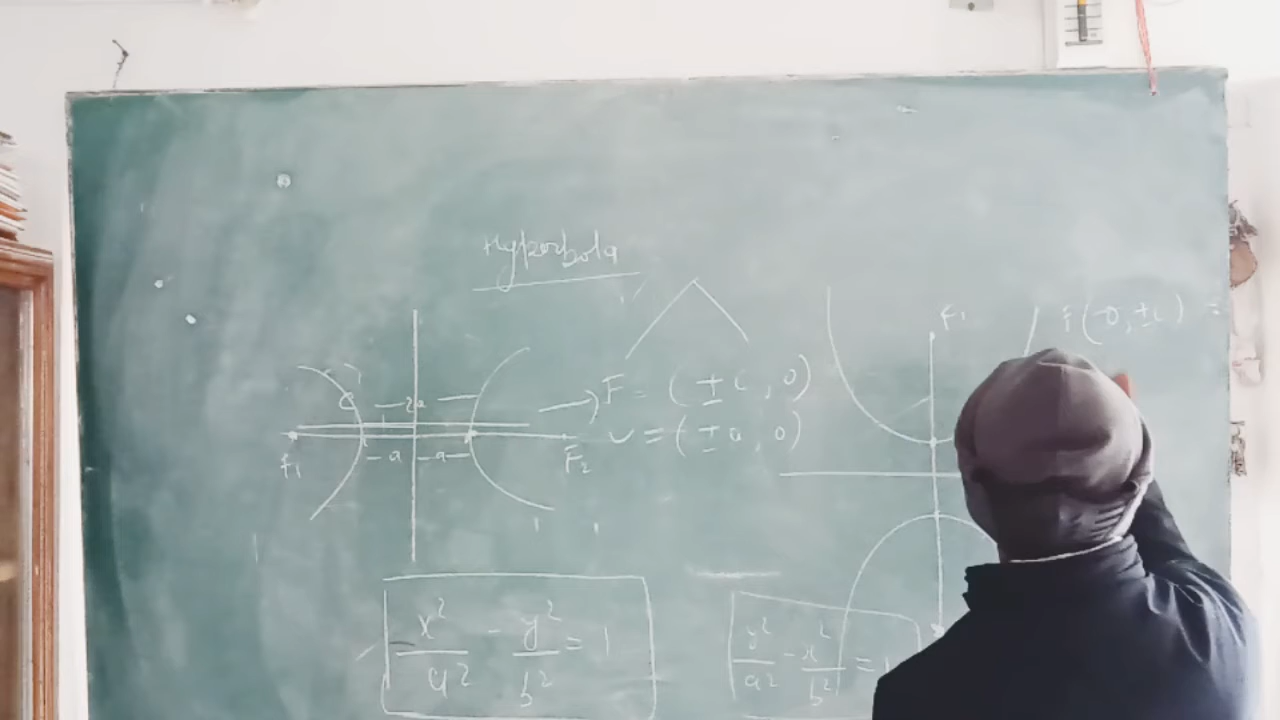 Hyperbola
F1
F(0, ±c) =
c
2a
F = (±c, 0)
v = (±a, 0)
a
a
F1
F2
x²/a² - y²/b² = 1
y²/a² - x²/b² = 1